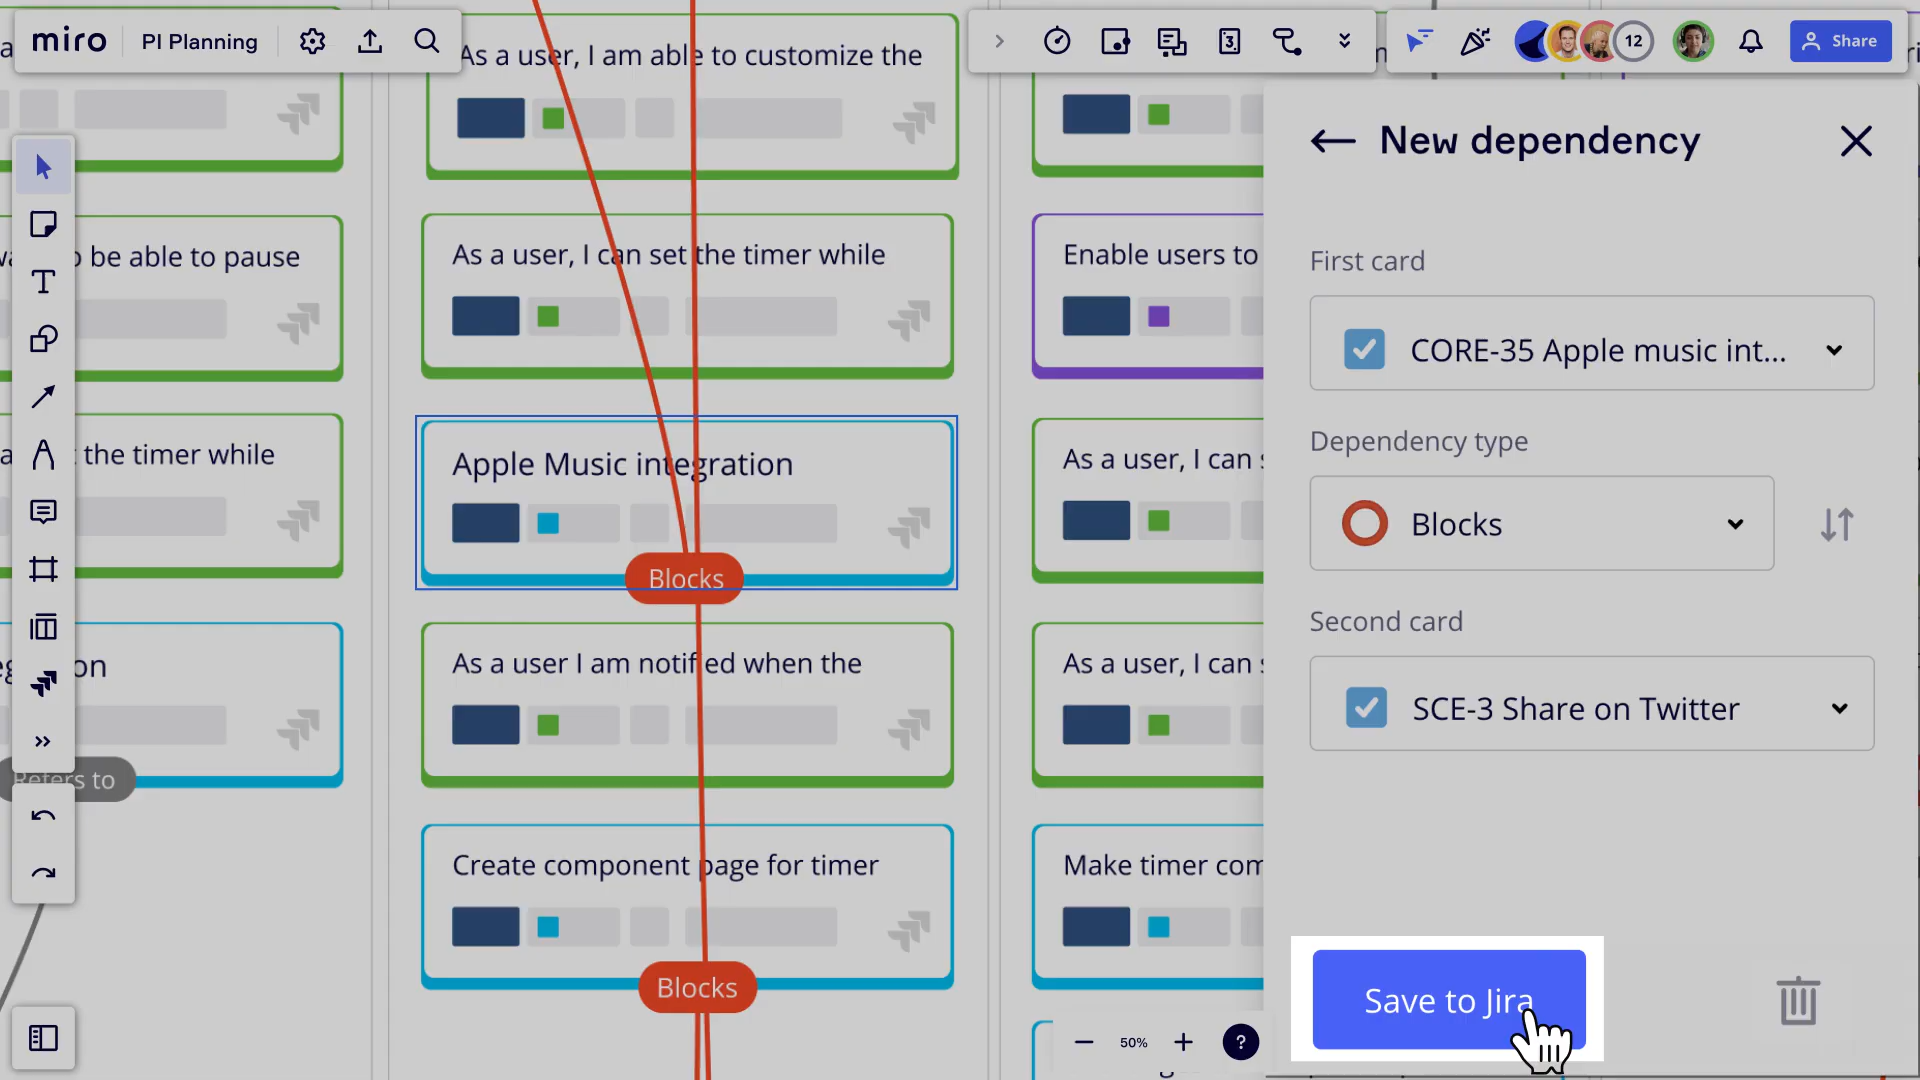 miro
PI Planning
3
12
Share
As a user, I am able to customize the
be able to pause
As a user, I can set the timer while
the timer while
Apple Music integration
Blocks
on
Refers to
As a user I am notified when the
Create component page for timer
Blocks
Enable users to
As a user, I can
As a user, I can
Make timer com
50%
?
New dependency
First card
CORE-35 Apple music int...
Dependency type
Blocks
Second card
SCE-3 Share on Twitter
Save to Jira